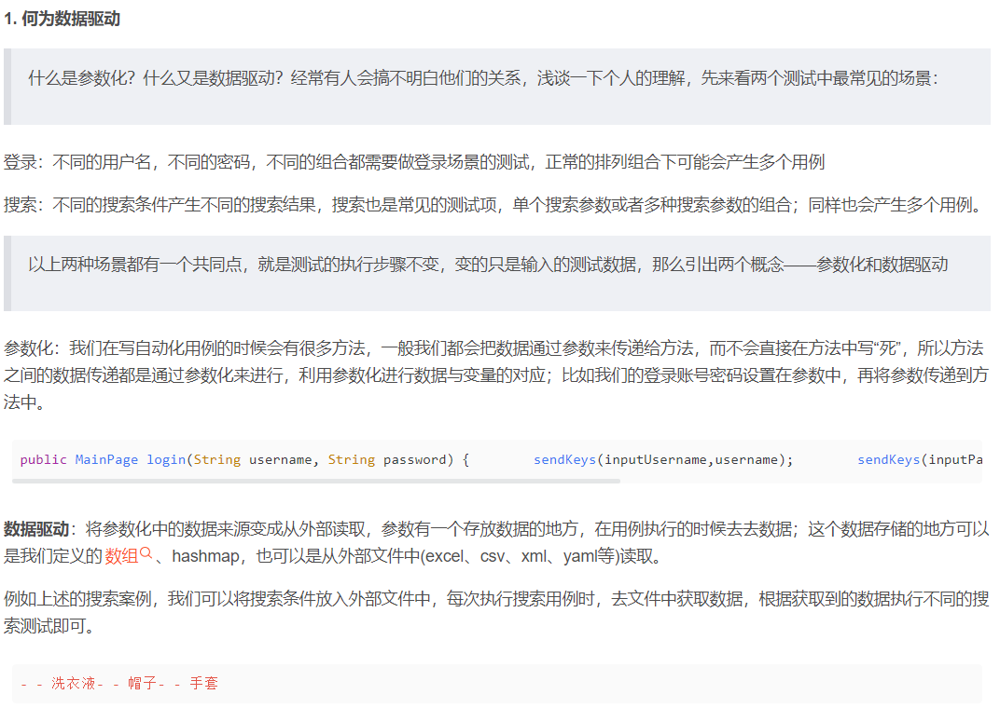 1. 何为数据驱动
什么是参数化？什么又是数据驱动？经常有人会搞不明白他们的关系，浅谈一下个人的理解，先来看两个测试中最常见的场景：
登录：不同的用户名，不同的密码，不同的组合都需要做登录场景的测试，正常的排列组合下可能会产生多个用例
搜索：不同的搜索条件产生不同的搜索结果，搜索也是常见的测试项，单个搜索参数或者多种搜索参数的组合；同样也会产生多个用例。
以上两种场景都有一个共同点，就是测试的执行步骤不变，变的只是输入的测试数据，那么引出两个概念——参数化和数据驱动
参数化：我们在写自动化用例的时候会有很多方法，一般我们都会把数据通过参数来传递给方法，而不会直接在方法中写“死”，所以方法
之间的数据传递都是通过参数化来进行，利用参数化进行数据与变量的对应；比如我们的登录账号密码设置在参数中，再将参数传递到方
法中。
public MainPage login(String username, String password) {        sendKeys(inputUsername,username);        sendKeys(inputPa
数据驱动：将参数化中的数据来源变成从外部读取，参数有一个存放数据的地方，在用例执行的时候去去数据；这个数据存储的地方可以
是我们定义的数组、hashmap，也可以是从外部文件中(excel、csv、xml、yaml等)读取。
例如上述的搜索案例，我们可以将搜索条件放入外部文件中，每次执行搜索用例时，去文件中获取数据，根据获取到的数据执行不同的搜
索测试即可。
- - 洗衣液- - 帽子- - 手套